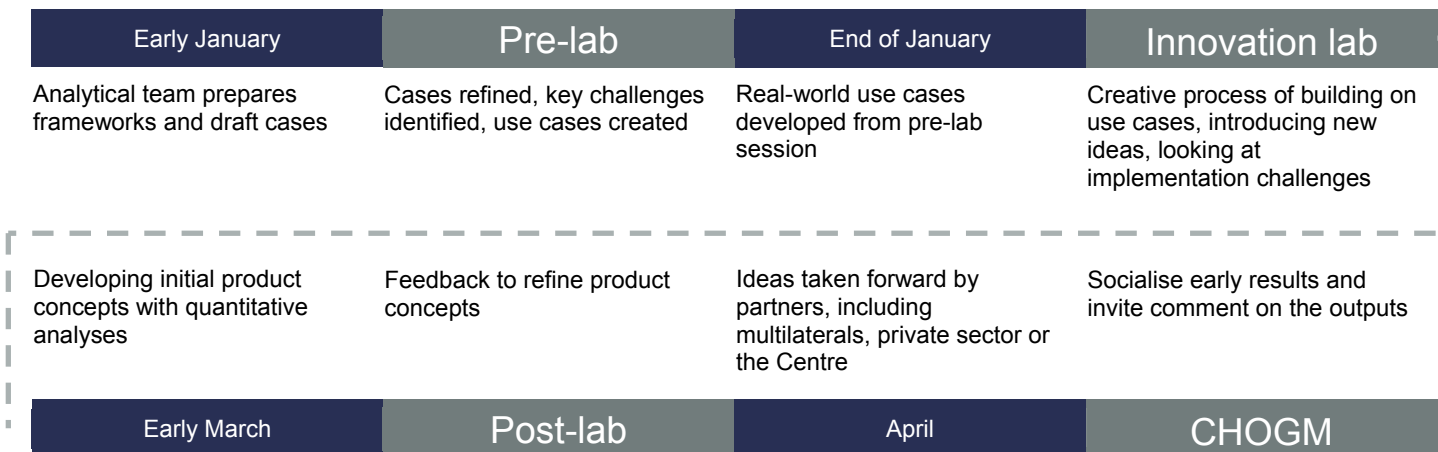 Early January
Pre-lab
End of January
Innovation lab
Analytical team prepares
frameworks and draft cases
Cases refined, key challenges
identified, use cases created
Real-world use cases
developed from pre-lab
session
Creative process of building on
use cases, introducing new
ideas, looking at
implementation challenges
Developing initial product
concepts with quantitative
analyses
Feedback to refine product
concepts
Ideas taken forward by
partners, including
multilaterals, private sector or
the Centre
Socialise early results and
invite comment on the outputs
Early March
Post-lab
April
CHOGM